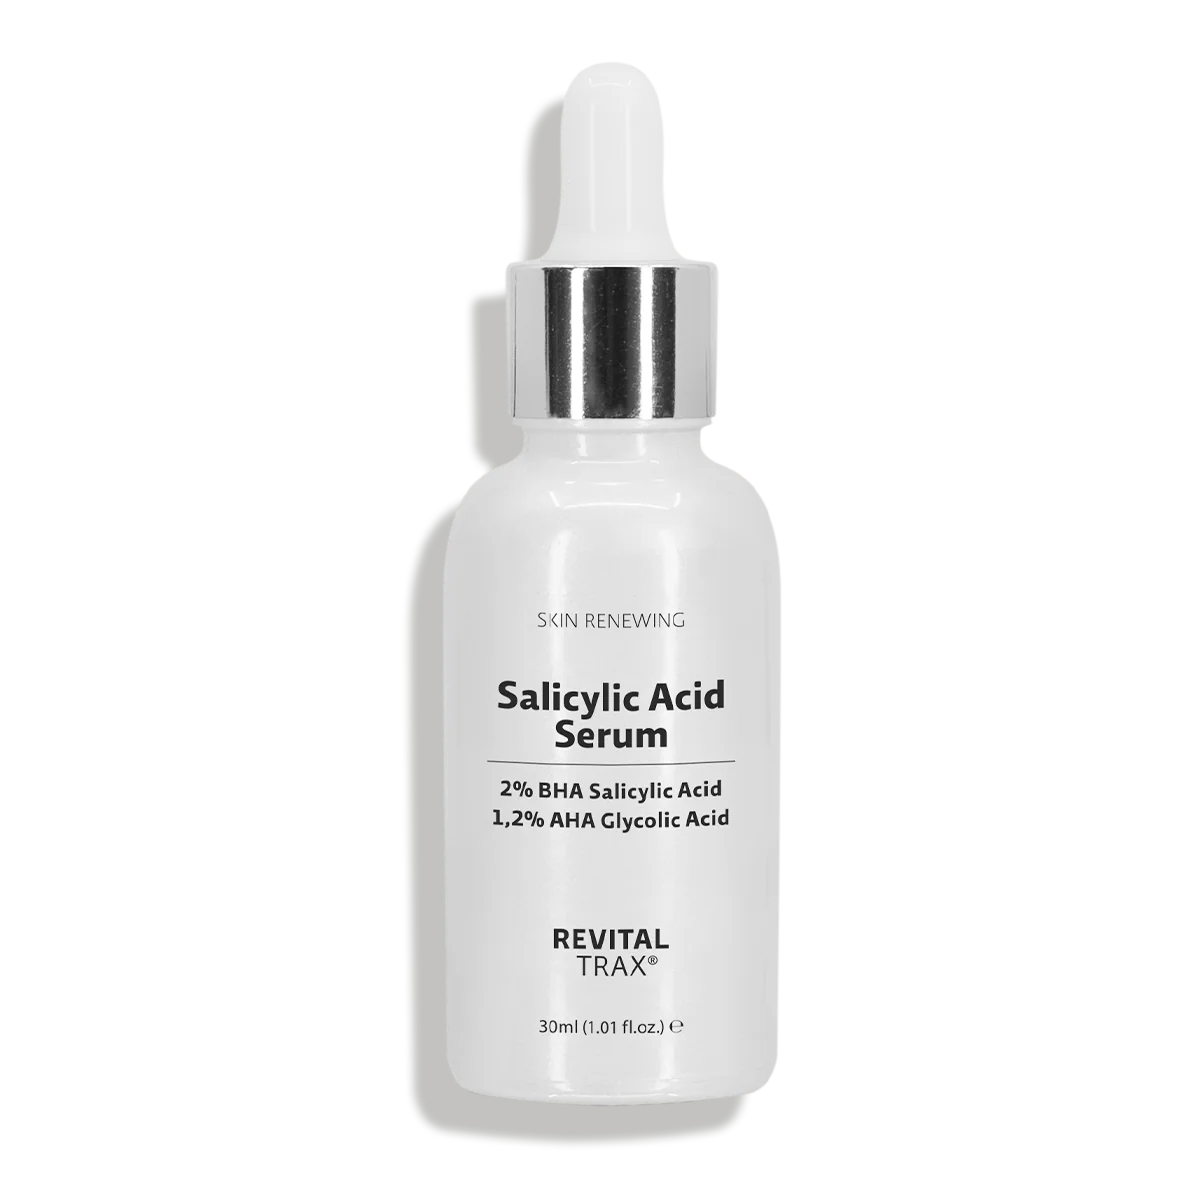 SKIN RENEWING
Salicylic Acid
Serum
2% BHA Salicylic Acid
1,2% AHA Glycolic Acid
REVITAL
TRAX®
30ml (1.01 fl.oz.) ℮